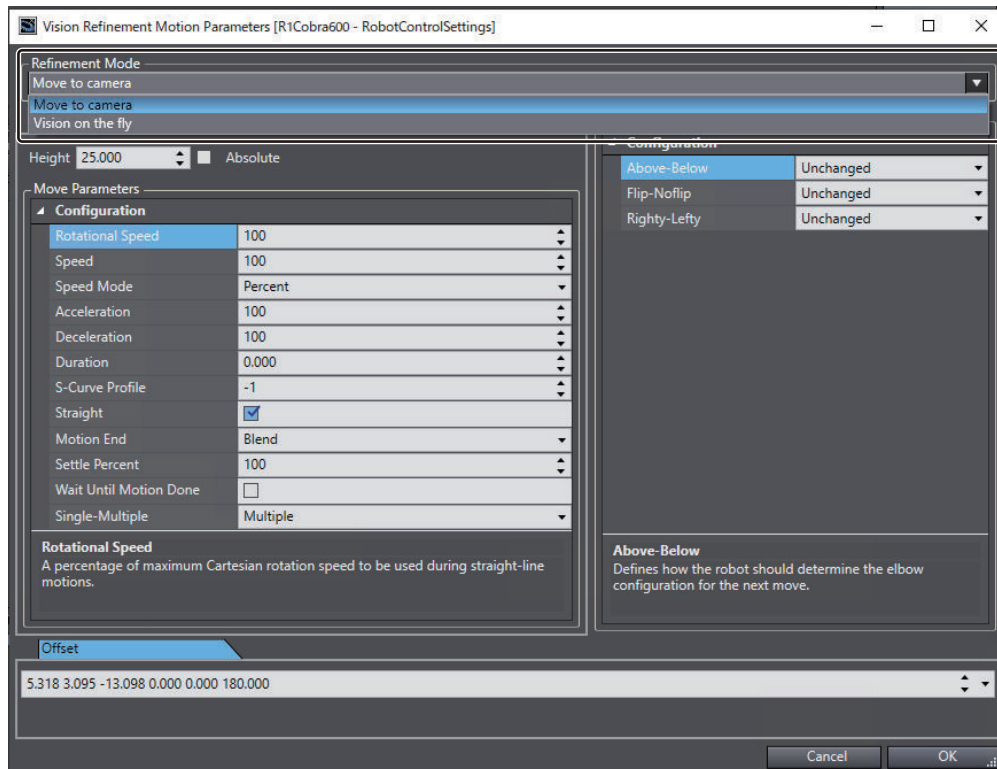 Vision Refinement Motion Parameters [R1Cobra600 - RobotControlSettings]
Refinement Mode
Move to camera
Move to camera
Vision on the fly
Height 25.000 Absolute
Move Parameters
Configuration
Rotational Speed 100
Speed 100
Speed Mode Percent
Acceleration 100
Deceleration 100
Duration 0.000
S-Curve Profile -1
Straight
Motion End Blend
Settle Percent 100
Wait Until Motion Done
Single-Multiple Multiple
Rotational Speed
A percentage of maximum Cartesian rotation speed to be used during straight-line
motions.
Configuration
Above-Below Unchanged
Flip-Noflip Unchanged
Righty-Lefty Unchanged
Above-Below
Defines how the robot should determine the elbow
configuration for the next move.
Offset
5.318 3.095 -13.098 0.000 0.000 180.000
Cancel OK